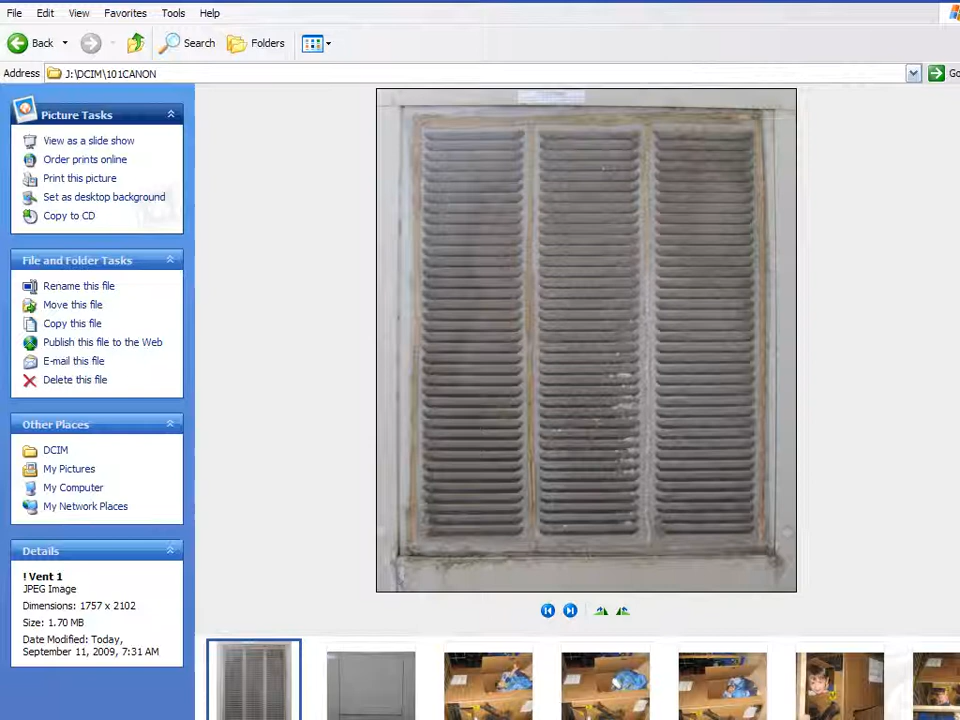 File Edit View Favorites Tools Help
Back Search Folders
Address J:\DCIM\101CANON Go
Picture Tasks
View as a slide show
Order prints online
Print this picture
Set as desktop background
Copy to CD
File and Folder Tasks
Rename this file
Move this file
Copy this file
Publish this file to the Web
E-mail this file
Delete this file
Other Places
DCIM
My Pictures
My Computer
My Network Places
Details
! Vent 1
JPEG Image
Dimensions: 1757 x 2102
Size: 1.70 MB
Date Modified: Today,
September 11, 2009, 7:31 AM